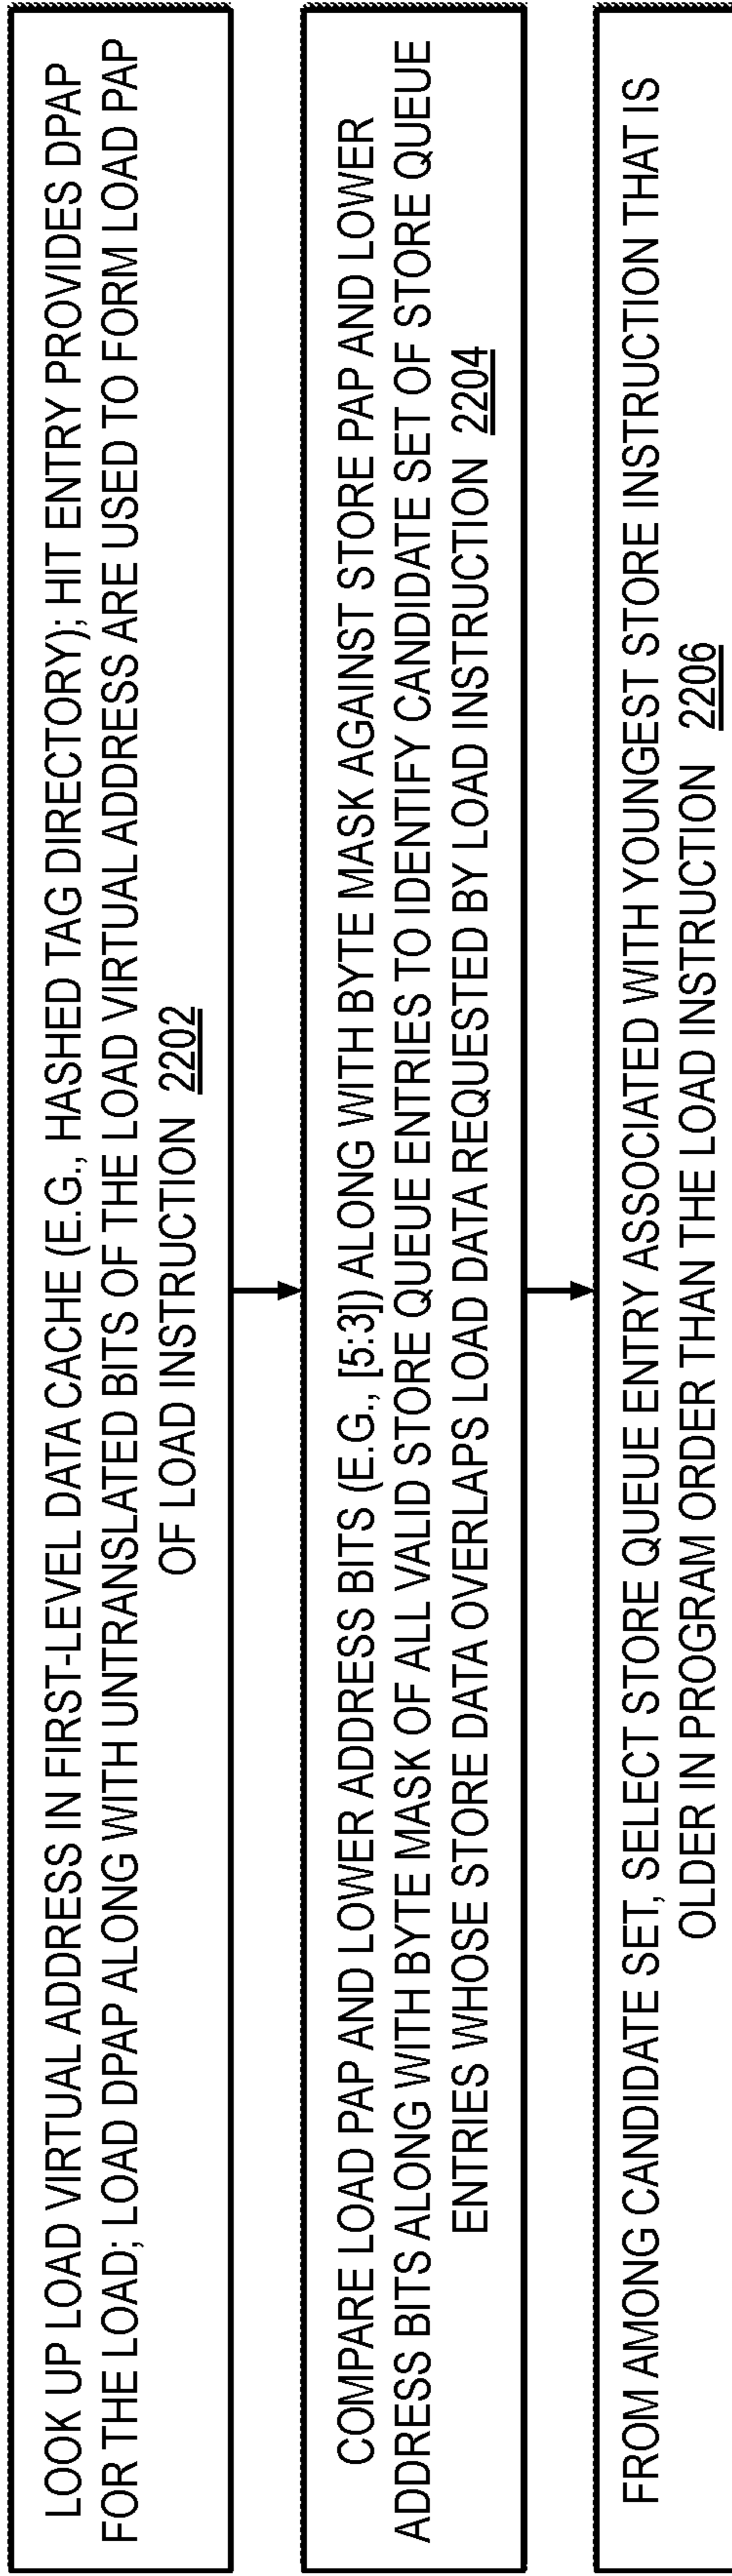 LOOK UP LOAD VIRTUAL ADDRESS IN FIRST-LEVEL DATA CACHE (E.G., HASHED TAG DIRECTORY); HIT ENTRY PROVIDES DPAP
FOR THE LOAD; LOAD DPAP ALONG WITH UNTRANSLATED BITS OF THE LOAD VIRTUAL ADDRESS ARE USED TO FORM LOAD PAP
OF LOAD INSTRUCTION 2202
COMPARE LOAD PAP AND LOWER ADDRESS BITS (E.G., [5:3]) ALONG WITH BYTE MASK AGAINST STORE PAP AND LOWER
ADDRESS BITS ALONG WITH BYTE MASK OF ALL VALID STORE QUEUE ENTRIES TO IDENTIFY CANDIDATE SET OF STORE QUEUE
ENTRIES WHOSE STORE DATA OVERLAPS LOAD DATA REQUESTED BY LOAD INSTRUCTION 2204
FROM AMONG CANDIDATE SET, SELECT STORE QUEUE ENTRY ASSOCIATED WITH YOUNGEST STORE INSTRUCTION THAT IS
OLDER IN PROGRAM ORDER THAN THE LOAD INSTRUCTION 2206